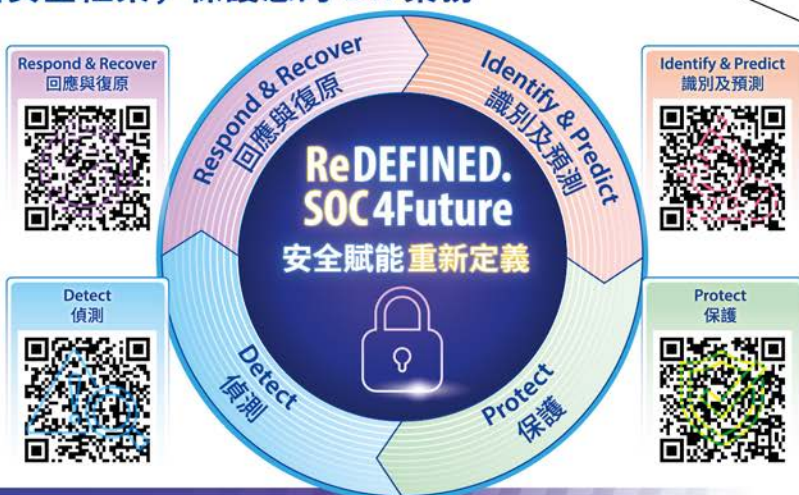 Respond & Recover
回應與復原
Identify & Predict
識別及預測
Respond & Recover
回應與復原
Identify & Predict
識別及預測
ReDEFINED.
SOC4Future
安全賦能重新定義
Detect
偵測
Protect
保護
Detect
偵測
Protect
保護